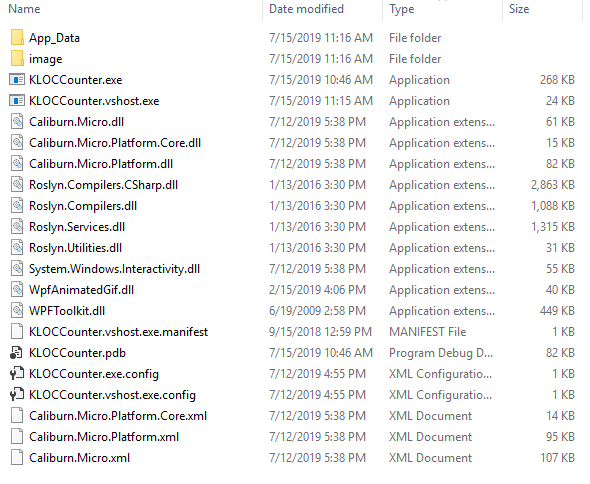 Name Date modified Type Size
App_Data 7/15/2019 11:16 AM File folder
image 7/15/2019 11:16 AM File folder
KLOCCounter.exe 7/15/2019 10:46 AM Application 268 KB
KLOCCounter.vshost.exe 7/15/2019 11:15 AM Application 24 KB
Caliburn.Micro.dll 7/12/2019 5:38 PM Application extens... 61 KB
Caliburn.Micro.Platform.Core.dll 7/12/2019 5:38 PM Application extens... 15 KB
Caliburn.Micro.Platform.dll 7/12/2019 5:38 PM Application extens... 82 KB
Roslyn.Compilers.CSharp.dll 1/13/2016 3:30 PM Application extens... 2,863 KB
Roslyn.Compilers.dll 1/13/2016 3:30 PM Application extens... 1,088 KB
Roslyn.Services.dll 1/13/2016 3:30 PM Application extens... 1,315 KB
Roslyn.Utilities.dll 1/13/2016 3:30 PM Application extens... 31 KB
System.Windows.Interactivity.dll 7/12/2019 5:38 PM Application extens... 55 KB
WpfAnimatedGif.dll 2/15/2019 4:06 PM Application extens... 40 KB
WPFToolkit.dll 6/19/2009 2:58 PM Application extens... 449 KB
KLOCCounter.vshost.exe.manifest 9/15/2018 12:59 PM MANIFEST File 1 KB
KLOCCounter.pdb 7/15/2019 10:46 AM Program Debug D... 82 KB
KLOCCounter.exe.config 7/12/2019 4:55 PM XML Configuratio... 1 KB
KLOCCounter.vshost.exe.config 7/12/2019 4:55 PM XML Configuratio... 1 KB
Caliburn.Micro.Platform.Core.xml 7/12/2019 5:38 PM XML Document 14 KB
Caliburn.Micro.Platform.xml 7/12/2019 5:38 PM XML Document 95 KB
Caliburn.Micro.xml 7/12/2019 5:38 PM XML Document 107 KB